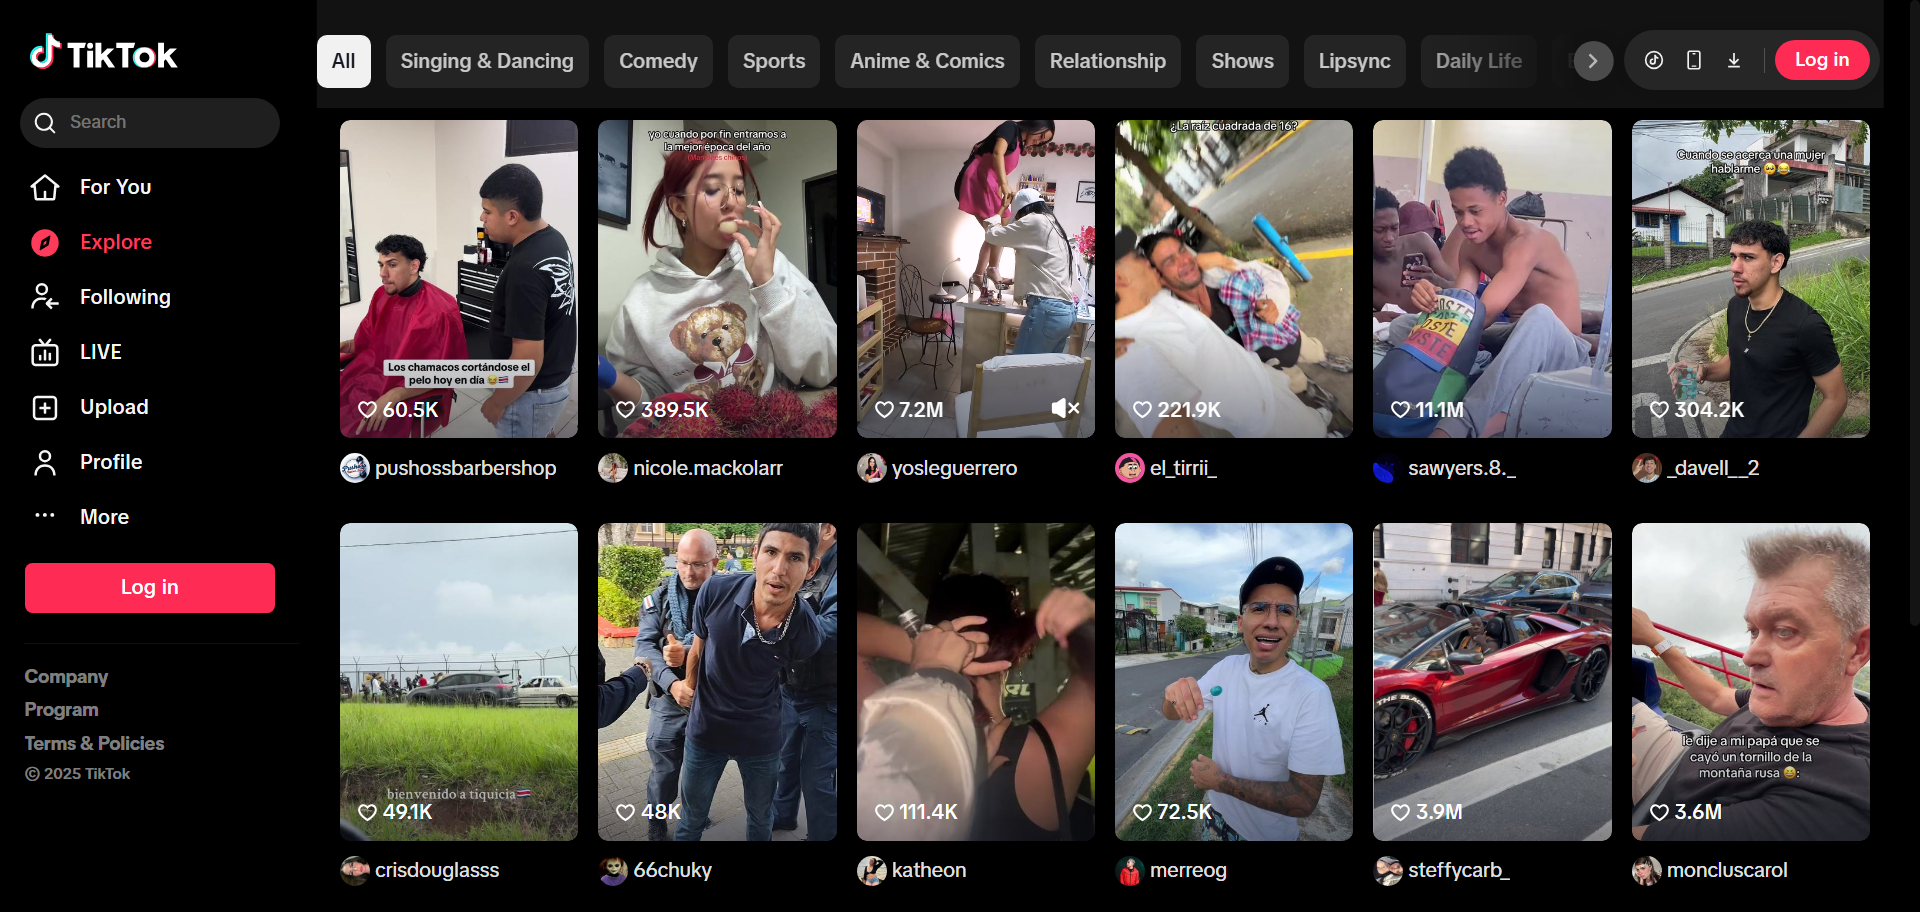 TikTok
Search
For You
Explore
Following
LIVE
Upload
Profile
More
Log in
Company
Program
Terms & Policies
© 2025 TikTok
All
Singing & Dancing
Comedy
Sports
Anime & Comics
Relationship
Shows
Lipsync
Daily Life
Log in
Los chamacos cortándose el
pelo hoy en día 😂🇨🇷
60.5K
pushossbarbershop
yo cuando por fin entramos a
la mejor época del año
389.5K
nicole.mackolarr
7.2M
yosleguerrero
¿La raíz cuadrada de 16?
221.9K
el_tirrii_
11.1M
sawyers.8._
Cuando se acerca una mujer
hablarme 🥺😂
304.2K
_davell__2
bienvenido a tiquicia🇨🇷
49.1K
crisdouglasss
48K
66chuky
111.4K
katheon
72.5K
merreog
3.9M
steffycarb_
le dije a mi papá que se
cayó un tornillo de la
montaña rusa 😅:
3.6M
moncluscarol